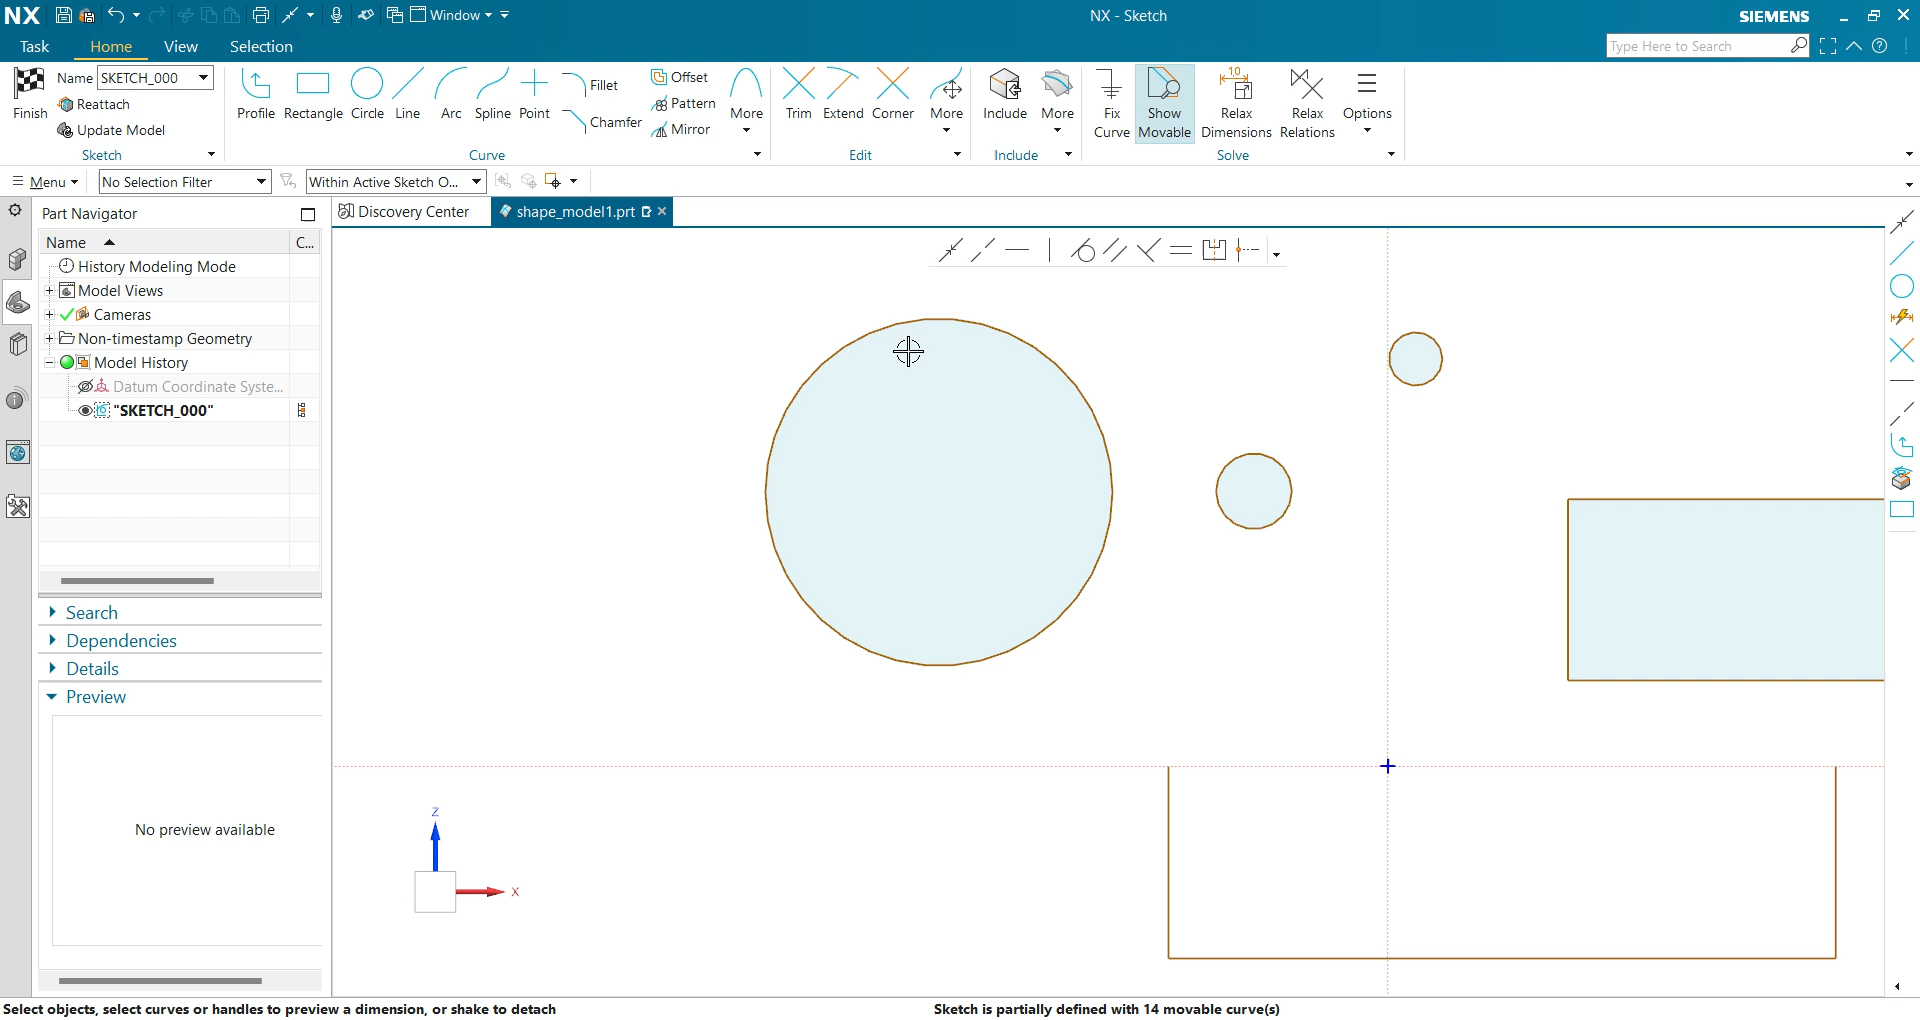 NX
Window
NX - Sketch
SIEMENS
Task
Home
View
Selection
Type Here to Search
Finish
Name SKETCH_000
Reattach
Update Model
Profile
Rectangle
Circle
Line
Arc
Spline
Point
Fillet
Chamfer
Offset
Pattern
Mirror
More
Trim
Extend
Corner
More
Include
More
Fix
Curve
Show
Movable
1.0
Relax
Dimensions
Relax
Relations
Options
Sketch
Curve
Edit
Include
Solve
Menu
No Selection Filter
Within Active Sketch O...
Part Navigator
Discovery Center
shape_model1.prt
Name
C...
History Modeling Mode
Model Views
Cameras
Non-timestamp Geometry
Model History
Datum Coordinate Syste...
"SKETCH_000"
Search
Dependencies
Details
Preview
No preview available
Z
X
Select objects, select curves or handles to preview a dimension, or shake to detach
Sketch is partially defined with 14 movable curve(s)